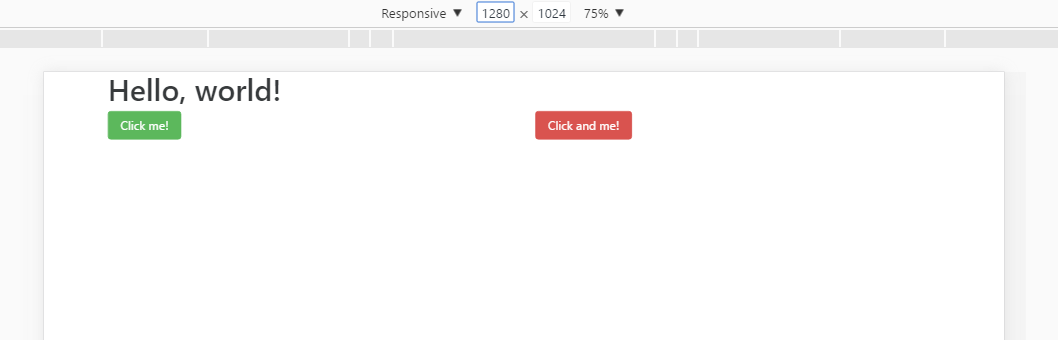 Responsive ▼ 1280 × 1024 75% ▼
Hello, world!
Click me! Click and me!